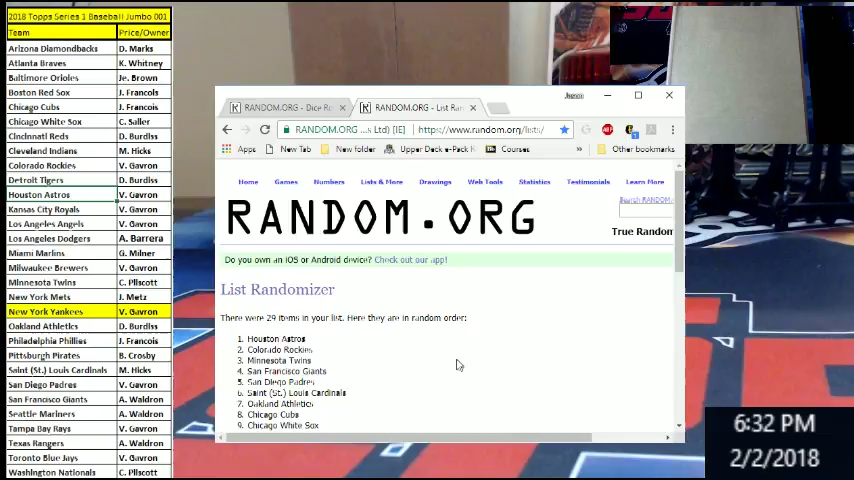 2018 Topps Series 1 Baseball Jumbo 001
Team Price/Owner
Arizona Diamondbacks D. Marks
Atlanta Braves K. Whitney
Baltimore Orioles Je. Brown
Boston Red Sox J. Francois
Chicago Cubs J. Francois
Chicago White Sox C. Saller
Cincinnati Reds D. Burdiss
Cleveland Indians M. Hicks
Colorado Rockies V. Gavron
Detroit Tigers D. Burdiss
Houston Astros V. Gavron
Kansas City Royals V. Gavron
Los Angeles Angels V. Gavron
Los Angeles Dodgers A. Barrera
Miami Marlins G. Milner
Milwaukee Brewers V. Gavron
Minnesota Twins C. Pliscott
New York Mets J. Metz
New York Yankees V. Gavron
Oakland Athletics D. Burdiss
Philadelphia Phillies J. Francois
Pittsburgh Pirates B. Crosby
Saint (St.) Louis Cardinals M. Hicks
San Diego Padres V. Gavron
San Francisco Giants A. Waldron
Seattle Mariners A. Waldron
Tampa Bay Rays V. Gavron
Texas Rangers A. Waldron
Toronto Blue Jays V. Gavron
Washington Nationals C. Pliscott
RANDOM.ORG - Dice Ro
RANDOM.ORG - List Ran
RANDOM.ORG ...s Ltd) [IE] https://www.random.org/lists/
Apps New Tab New folder Upper Deck e-Pack Courses » Other bookmarks
Home Games Numbers Lists & More Drawings Web Tools Statistics Testimonials Learn More
RANDOM.ORG
Search RANDOM.
True Random
Do you own an iOS or Android device? Check out our app!
List Randomizer
There were 29 items in your list. Here they are in random order:
1. Houston Astros
2. Colorado Rockies
3. Minnesota Twins
4. San Francisco Giants
5. San Diego Padres
6. Saint (St.) Louis Cardinals
7. Oakland Athletics
8. Chicago Cubs
9. Chicago White Sox
6:32 PM
2/2/2018